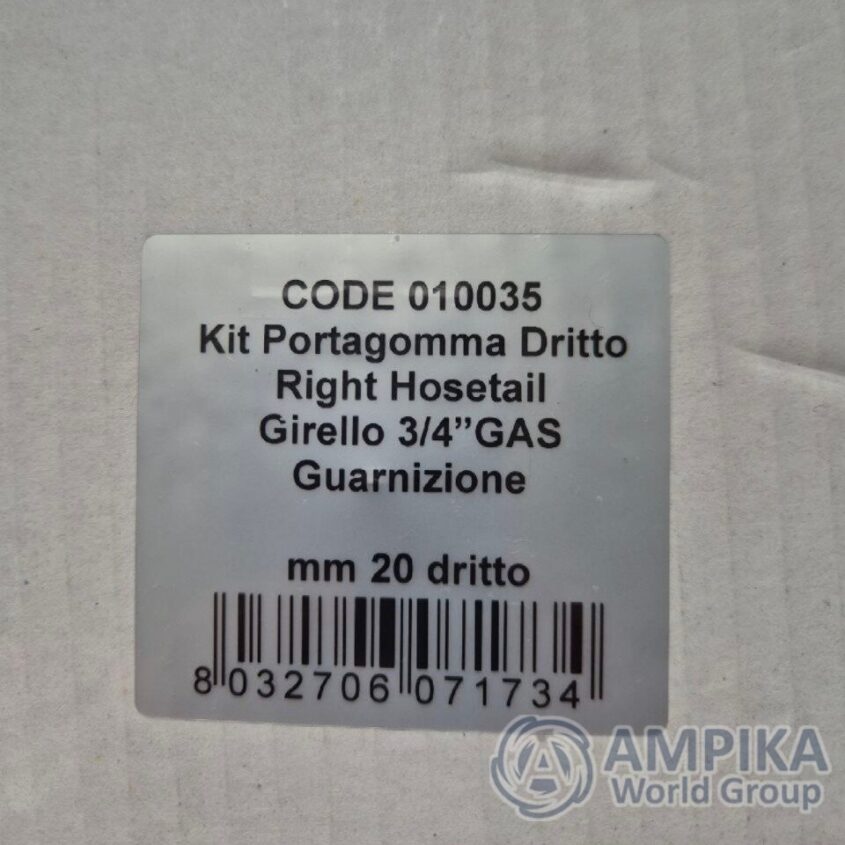 CODE 010035
Kit Portagomma Dritto
Right Hosetail
Girello 3/4”GAS
Guarnizione
mm 20 dritto
8 032706 071734
AMPIKA
World Group